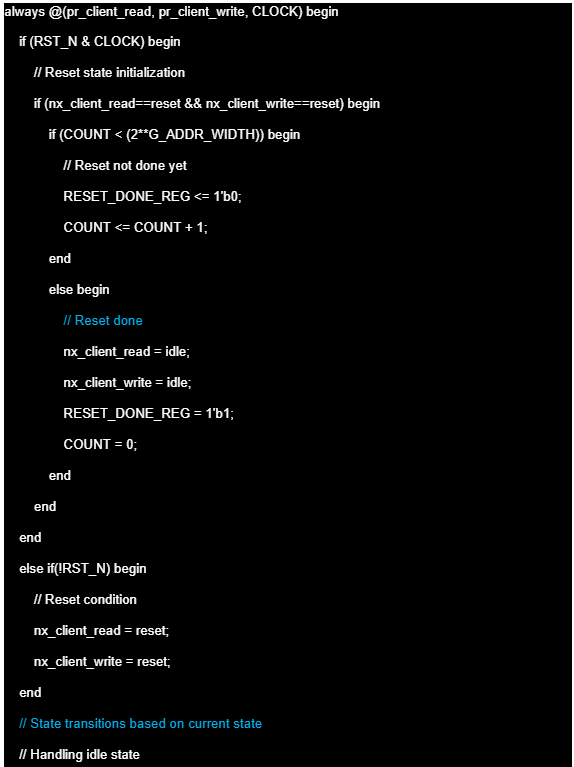 always @(pr_client_read, pr_client_write, CLOCK) begin
if (RST_N & CLOCK) begin
// Reset state initialization
if (nx_client_read==reset && nx_client_write==reset) begin
if (COUNT < (2**G_ADDR_WIDTH)) begin
// Reset not done yet
RESET_DONE_REG <= 1'b0;
COUNT <= COUNT + 1;
end
else begin
// Reset done
nx_client_read = idle;
nx_client_write = idle;
RESET_DONE_REG = 1'b1;
COUNT = 0;
end
end
end
else if(!RST_N) begin
// Reset condition
nx_client_read = reset;
nx_client_write = reset;
end
// State transitions based on current state
// Handling idle state